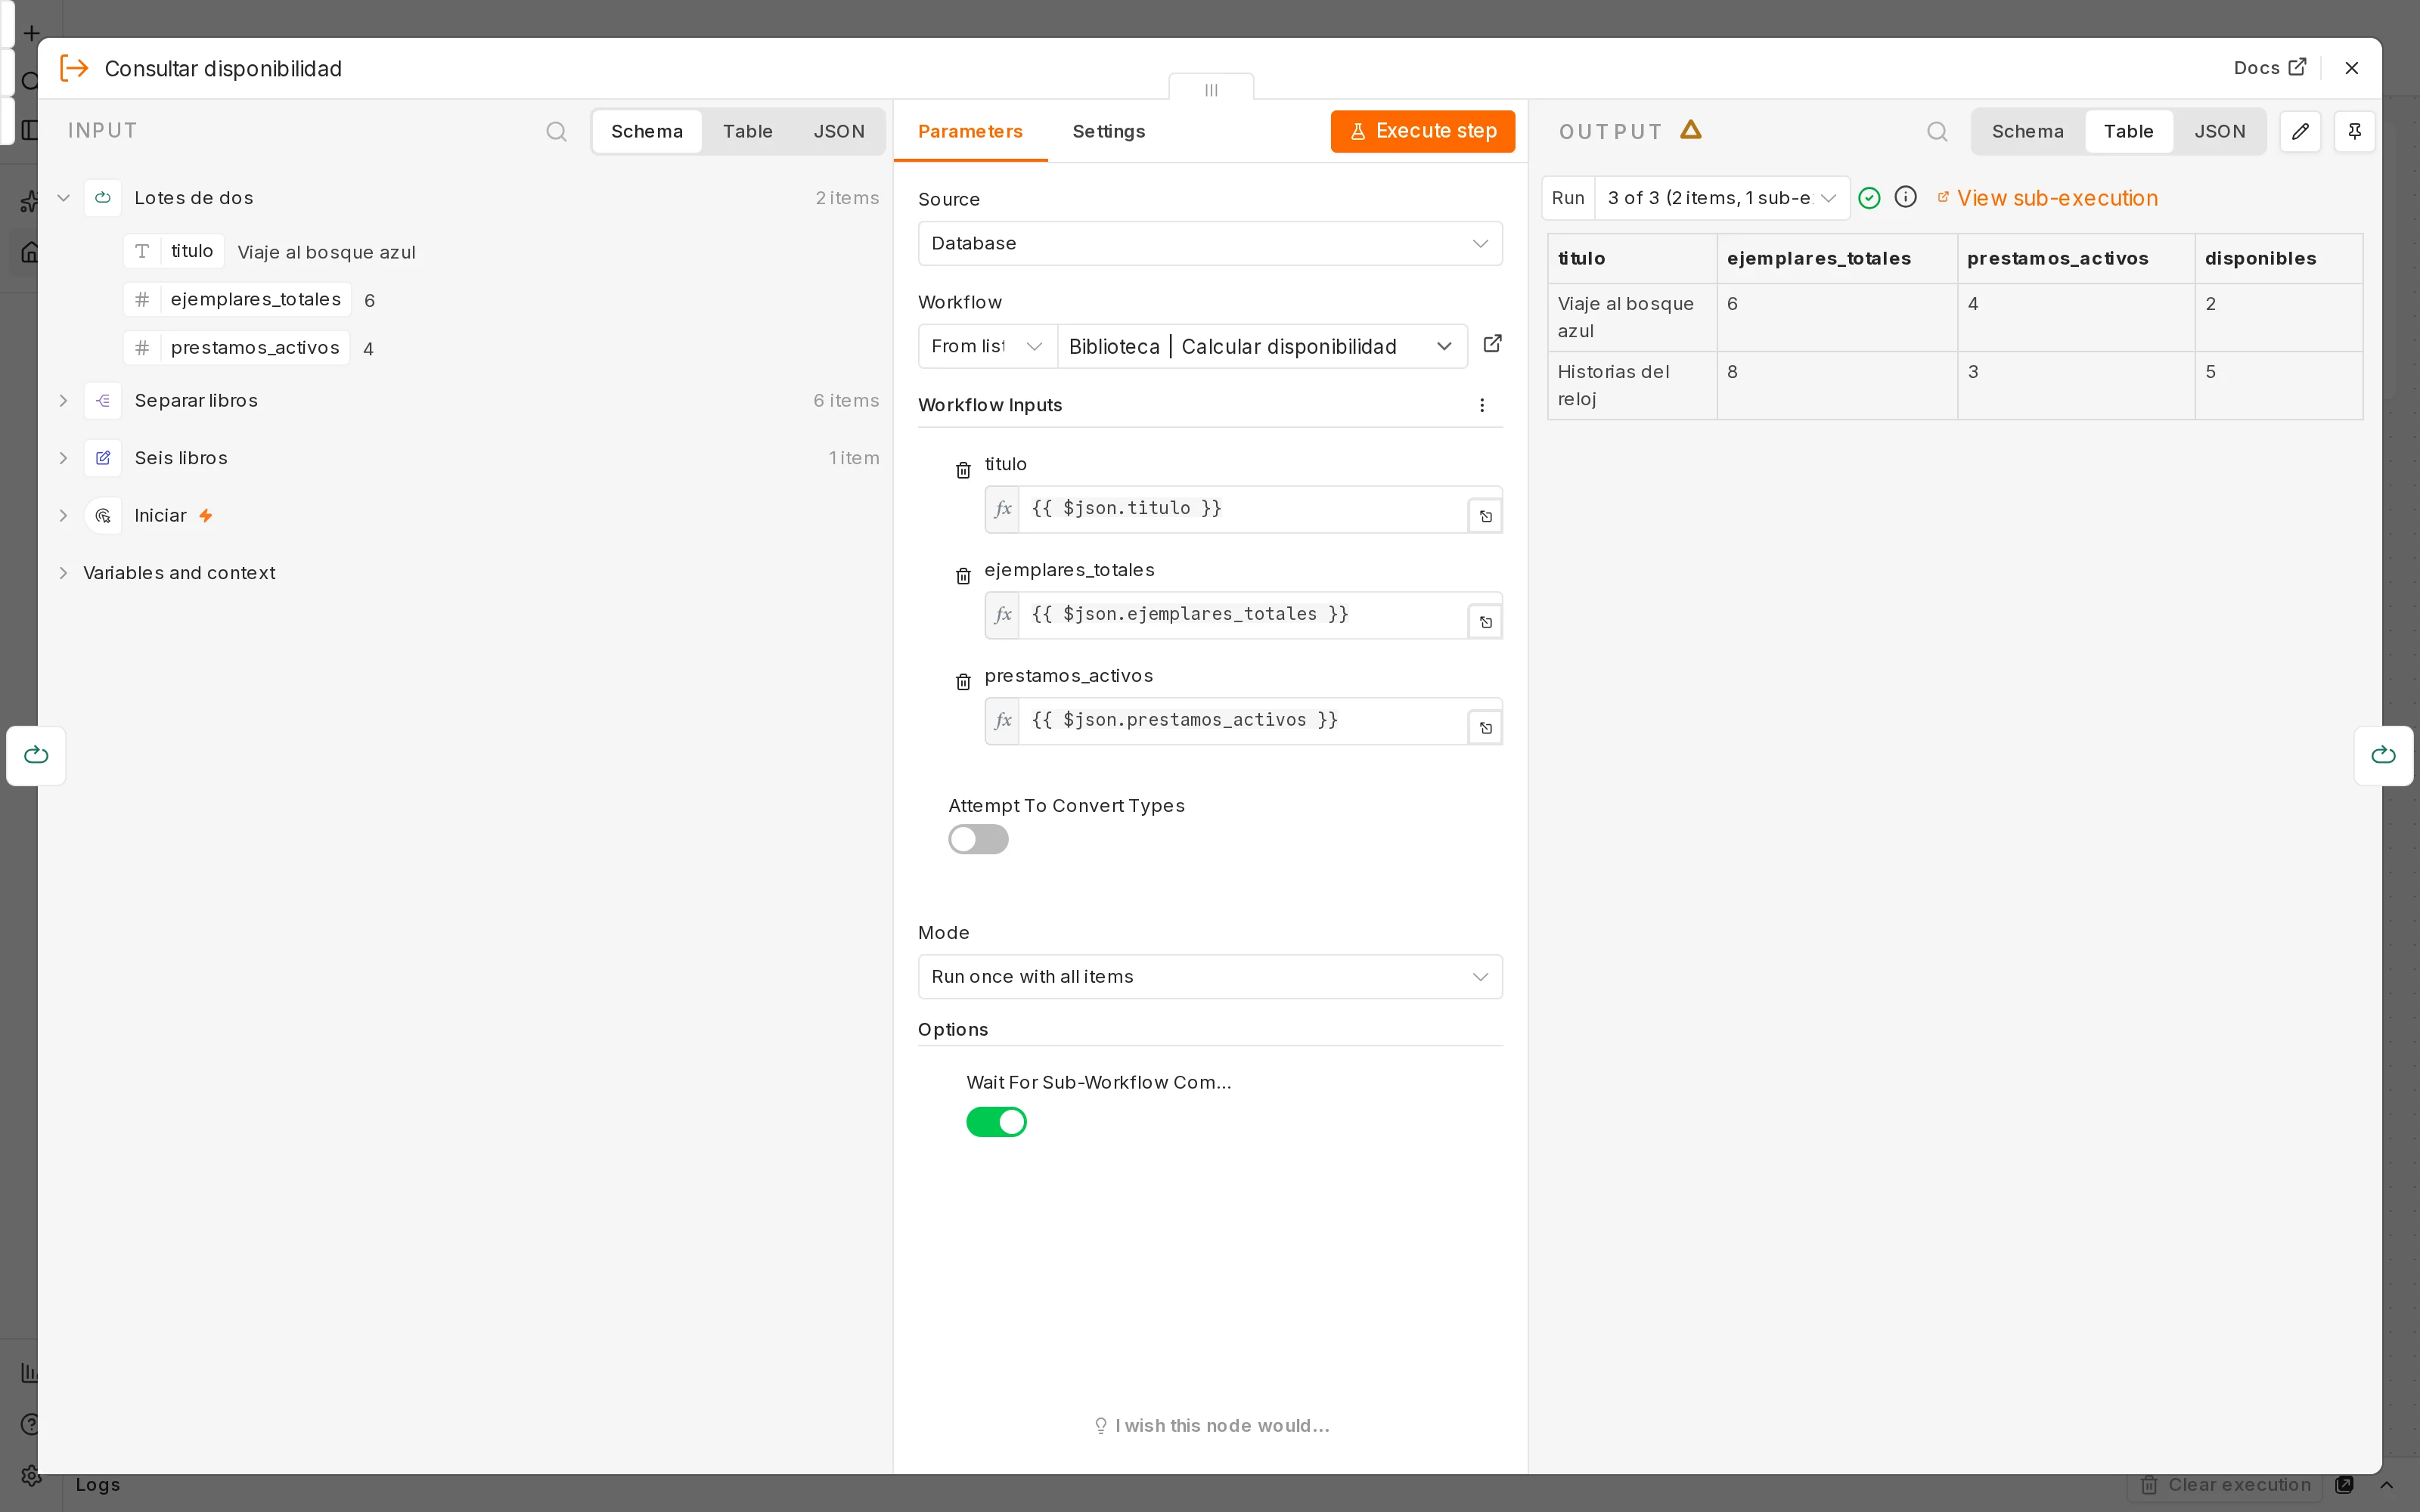 Consultar disponibilidad
Docs
INPUT
Schema
Table
JSON
Lotes de dos
2 items
titulo
Viaje al bosque azul
ejemplares_totales
6
prestamos_activos
4
Separar libros
6 items
Seis libros
1 item
Iniciar
Variables and context
Parameters
Settings
Execute step
Source
Database
Workflow
From list
Biblioteca | Calcular disponibilidad
Workflow Inputs
titulo
fx
{{ $json.titulo }}
ejemplares_totales
fx
{{ $json.ejemplares_totales }}
prestamos_activos
fx
{{ $json.prestamos_activos }}
Attempt To Convert Types
Mode
Run once with all items
Options
Wait For Sub-Workflow Com...
I wish this node would...
OUTPUT
Schema
Table
JSON
Run
3 of 3 (2 items, 1 sub-e
View sub-execution
titulo
ejemplares_totales
prestamos_activos
disponibles
Viaje al bosque
azul
6
4
2
Historias del
reloj
8
3
5
Logs
Clear execution